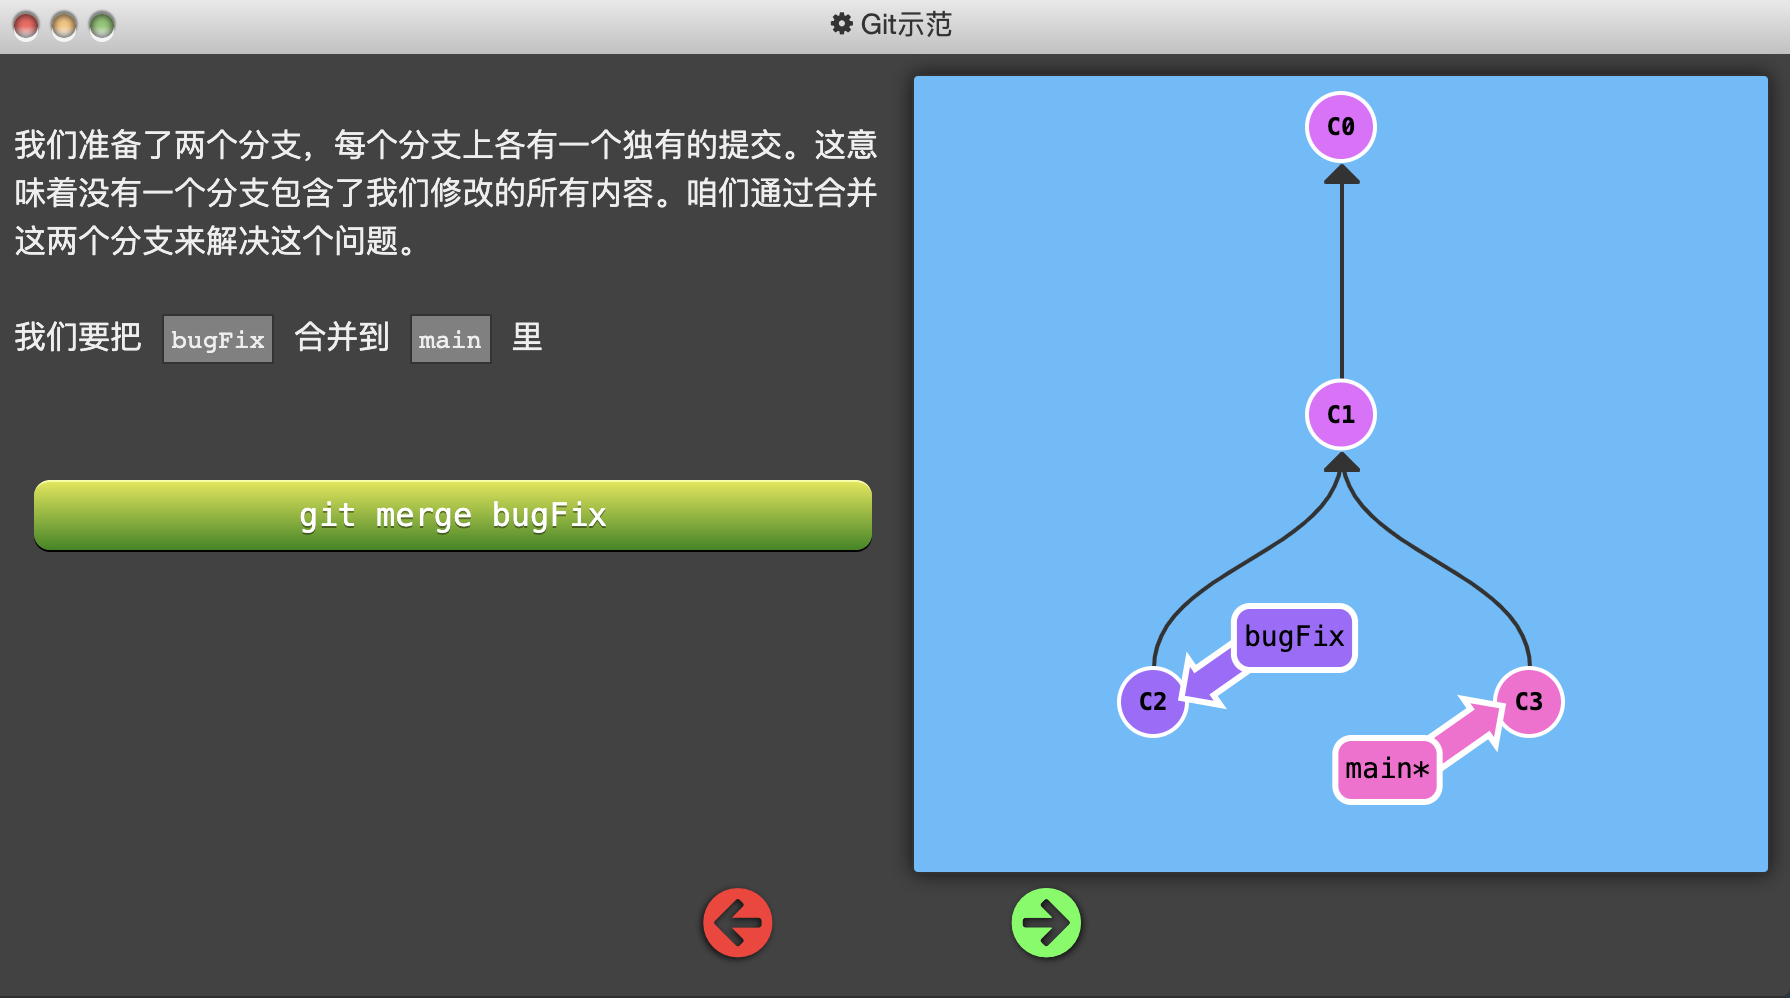 Git示范
我们准备了两个分支，每个分支上各有一个独有的提交。这意
味着没有一个分支包含了我们修改的所有内容。咱们通过合并
这两个分支来解决这个问题。
我们要把 bugFix 合并到 main 里
git merge bugFix
C0
C1
bugFix
C2
C3
main*